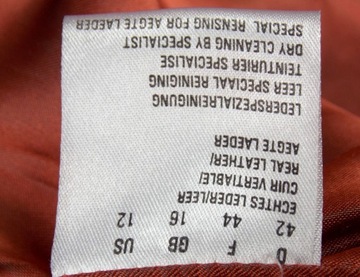 D F GB US
42 44 16 12
ECHTES LEDER/LEER
CUIR VERTIABLE/
REAL LEATHER/
AEGTE LAEDER
LEDERSPEZIALREINIGUNG
LEER SPECIAAL REINIGING
TEINTURIER SPECIALISE
DRY CLEANING BY SPECIALIST
SPECIAL RENSING FOR AEGTE LAEDER